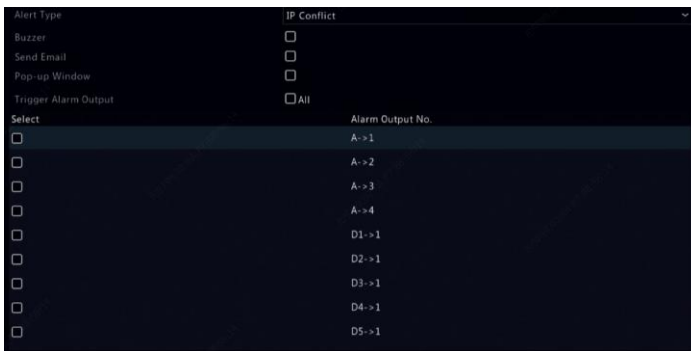 Alert Type IP Conflict
Buzzer
Send Email
Pop-up Window
Trigger Alarm Output All
Select Alarm Output No.
A->1
A->2
A->3
A->4
D1->1
D2->1
D3->1
D4->1
D5->1